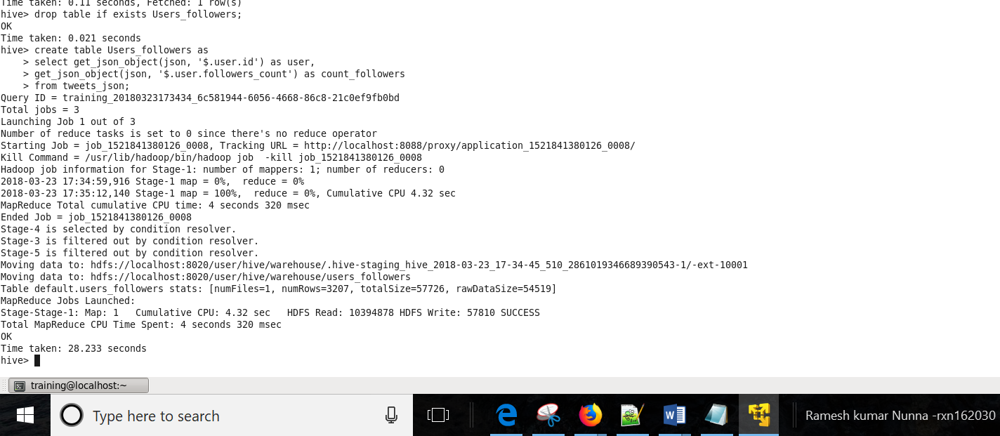 Time taken: 0.11 seconds, Fetched: 1 row(s)
hive> drop table if exists Users_followers;
OK
Time taken: 0.021 seconds
hive> create table Users_followers as
    > select get_json_object(json, '$.user.id') as user,
    > get_json_object(json, '$.user.followers_count') as count_followers
    > from tweets_json;
Query ID = training_20180323173434_6c581944-6056-4668-86c8-21c0ef9fb0bd
Total jobs = 3
Launching Job 1 out of 3
Number of reduce tasks is set to 0 since there's no reduce operator
Starting Job = job_1521841380126_0008, Tracking URL = http://localhost:8088/proxy/application_1521841380126_0008/
Kill Command = /usr/lib/hadoop/bin/hadoop job  -kill job_1521841380126_0008
Hadoop job information for Stage-1: number of mappers: 1; number of reducers: 0
2018-03-23 17:34:59,916 Stage-1 map = 0%,  reduce = 0%
2018-03-23 17:35:12,140 Stage-1 map = 100%,  reduce = 0%, Cumulative CPU 4.32 sec
MapReduce Total cumulative CPU time: 4 seconds 320 msec
Ended Job = job_1521841380126_0008
Stage-4 is selected by condition resolver.
Stage-3 is filtered out by condition resolver.
Stage-5 is filtered out by condition resolver.
Moving data to: hdfs://localhost:8020/user/hive/warehouse/.hive-staging_hive_2018-03-23_17-34-45_510_2861019346689390543-1/-ext-10001
Moving data to: hdfs://localhost:8020/user/hive/warehouse/users_followers
Table default.users_followers stats: [numFiles=1, numRows=3207, totalSize=57726, rawDataSize=54519]
MapReduce Jobs Launched:
Stage-Stage-1: Map: 1   Cumulative CPU: 4.32 sec   HDFS Read: 10394878 HDFS Write: 57810 SUCCESS
Total MapReduce CPU Time Spent: 4 seconds 320 msec
OK
Time taken: 28.233 seconds
hive>
training@localhost:~
Type here to search
Ramesh kumar Nunna -rxn162030